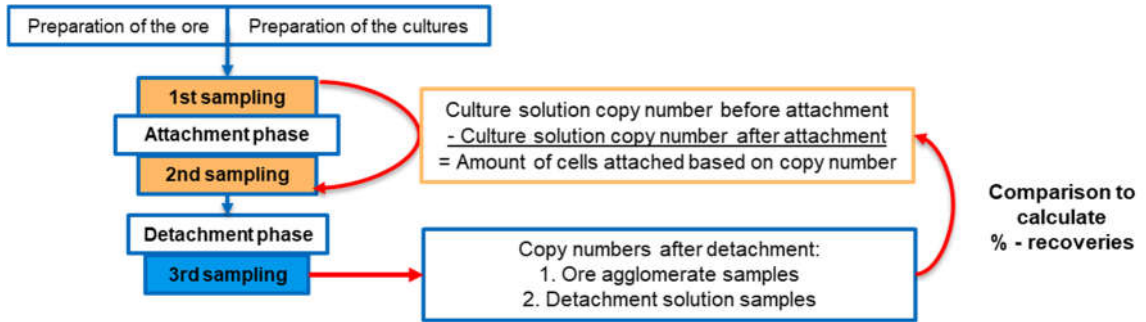 Preparation of the ore
Preparation of the cultures
1st sampling
Attachment phase
2nd sampling
Detachment phase
3rd sampling
Culture solution copy number before attachment
- Culture solution copy number after attachment
= Amount of cells attached based on copy number
Copy numbers after detachment:
1. Ore agglomerate samples
2. Detachment solution samples
Comparison to
calculate
% - recoveries